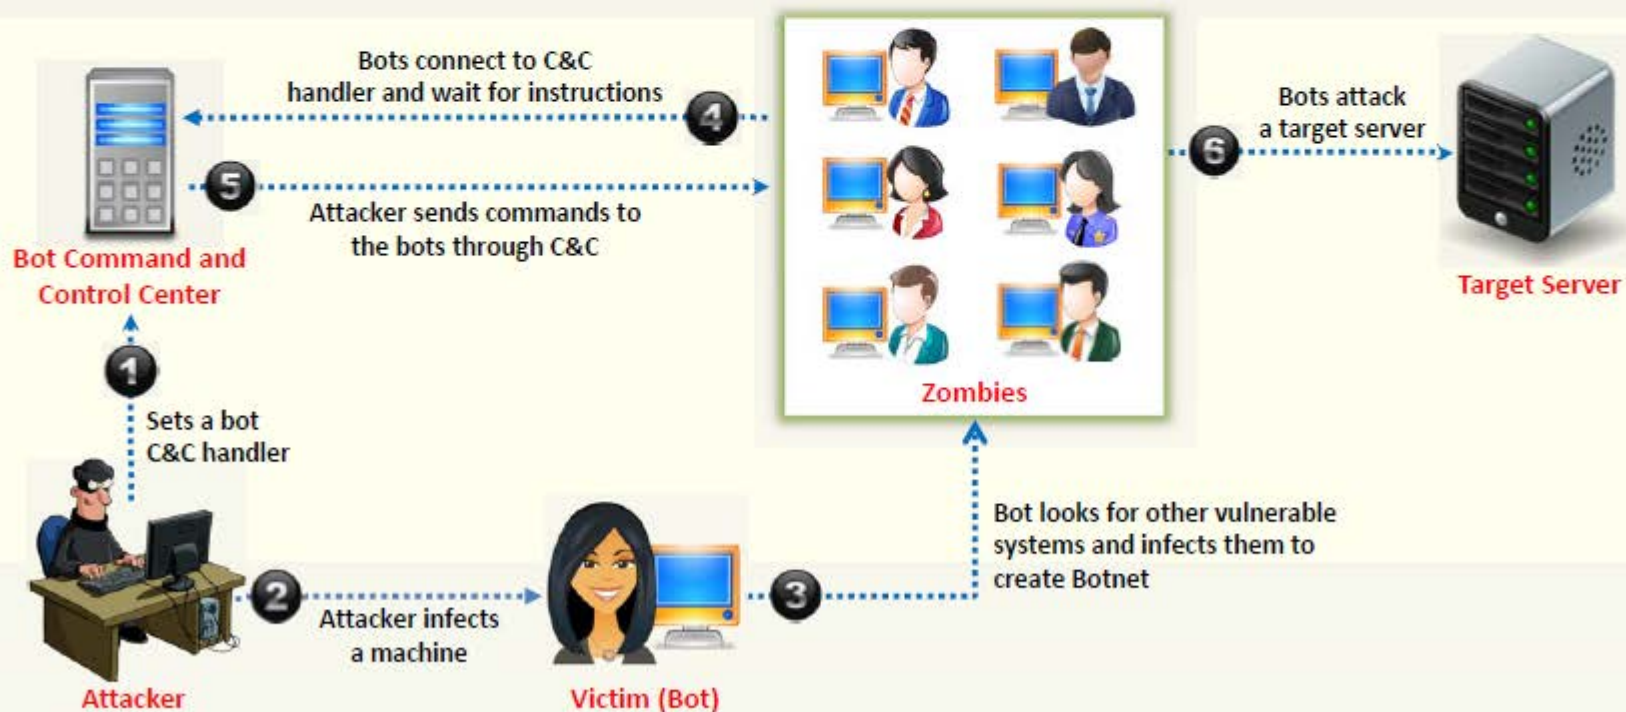 Bots connect to C&C
handler and wait for instructions
4
5
Attacker sends commands to
the bots through C&C
Bot Command and
Control Center
1
Sets a bot
C&C handler
Attacker
2
Attacker infects
a machine
Victim (Bot)
3
Bot looks for other vulnerable
systems and infects them to
create Botnet
Zombies
6
Bots attack
a target server
Target Server